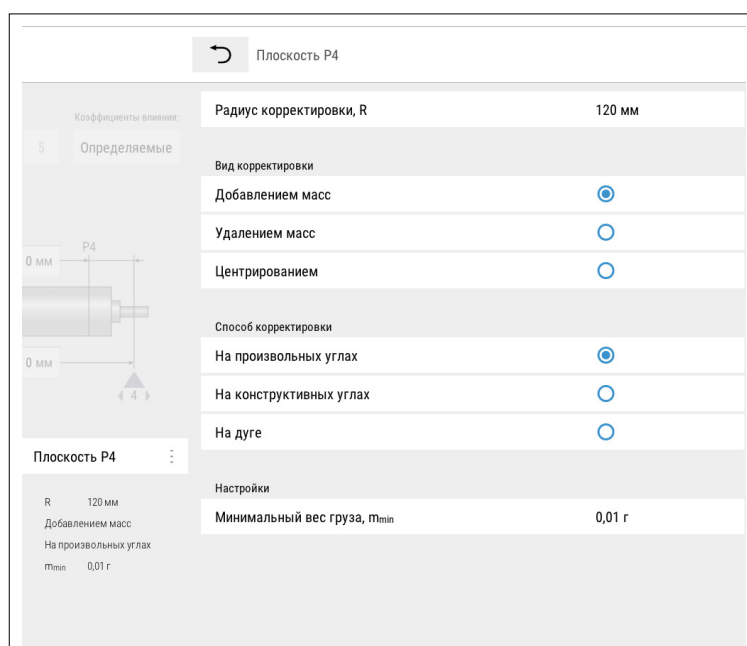 Плоскость P4
Радиус корректировки, R 120 мм
Коэффициенты влияния:
5 Определяемые
Вид корректировки
Добавлением масс
Удалением масс
Центрированием
P4
0 мм
Способ корректировки
На произвольных углах
0 мм
На конструктивных углах
4
На дуге
Плоскость P4
Настройки
Минимальный вес груза, mmin 0,01 г
R 120 мм
Добавлением масс
На произвольных углах
mmin 0,01 г